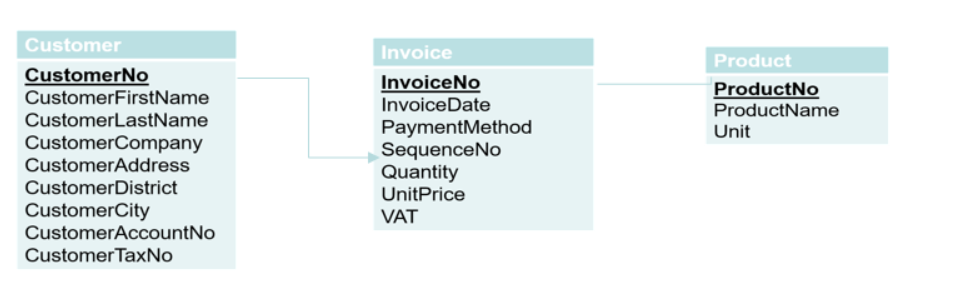 Customer
CustomerNo
CustomerFirstName
CustomerLastName
CustomerCompany
CustomerAddress
CustomerDistrict
CustomerCity
CustomerAccountNo
CustomerTaxNo
Invoice
InvoiceNo
InvoiceDate
PaymentMethod
SequenceNo
Quantity
UnitPrice
VAT
Product
ProductNo
ProductName
Unit